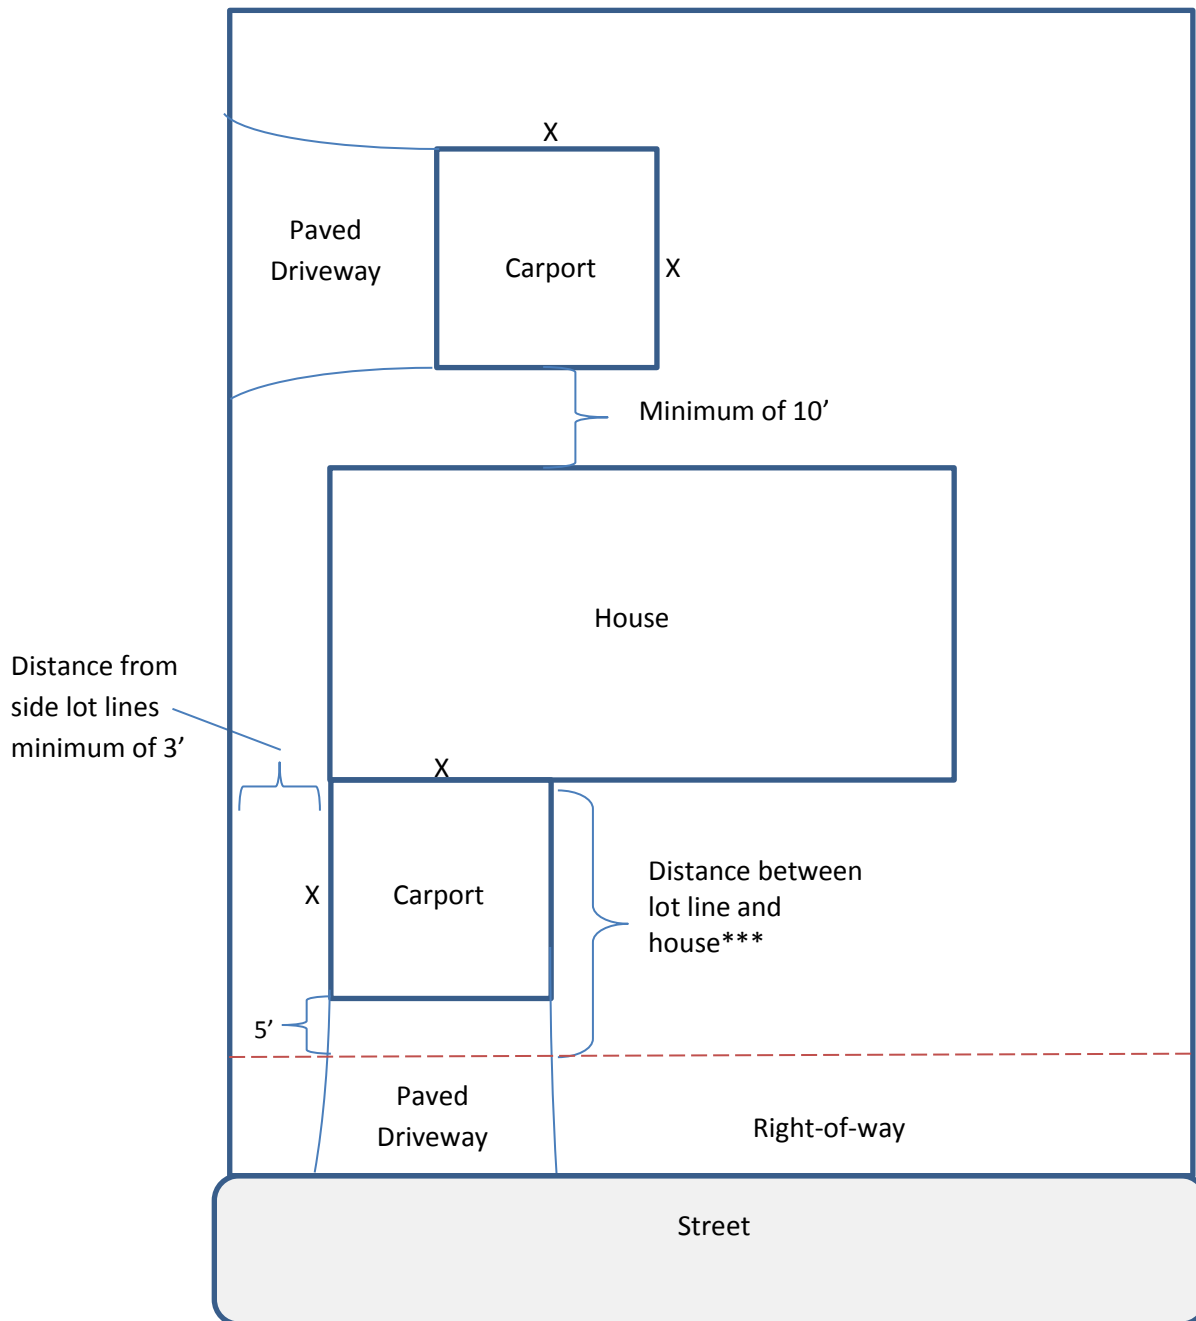 X
Paved
Driveway
Carport
X
Minimum of 10’
House
Distance from
side lot lines
minimum of 3’
X
X
Carport
Distance between
lot line and
house***
5’
Paved
Driveway
Right-of-way
Street